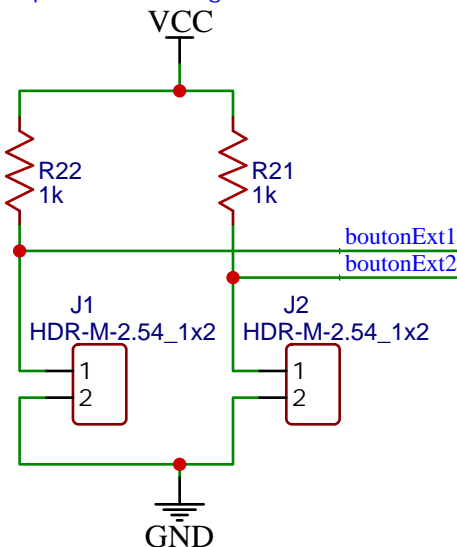 VCC
R22
1k
R21
1k
boutonExt1
boutonExt2
J1
HDR-M-2.54_1x2
J2
HDR-M-2.54_1x2
1
2
1
2
GND